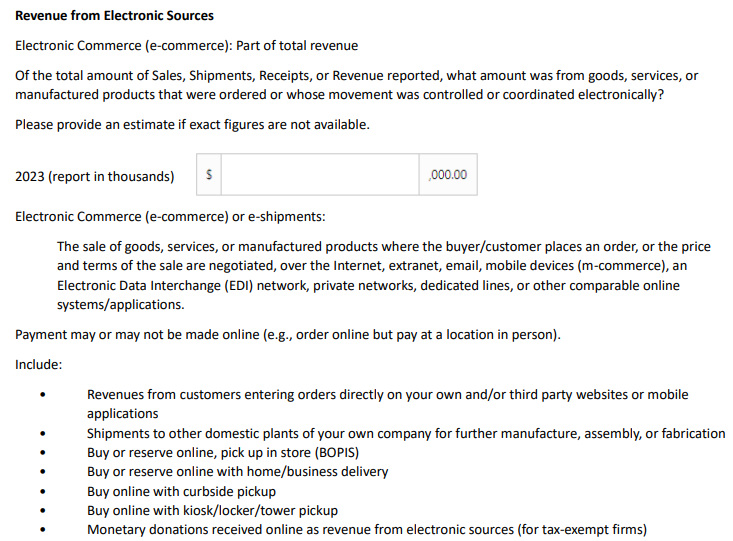 Revenue from Electronic Sources
Electronic Commerce (e-commerce): Part of total revenue
Of the total amount of Sales, Shipments, Receipts, or Revenue reported, what amount was from goods, services, or
manufactured products that were ordered or whose movement was controlled or coordinated electronically?
Please provide an estimate if exact figures are not available.
2023 (report in thousands) $ ,000.00
Electronic Commerce (e-commerce) or e-shipments:
The sale of goods, services, or manufactured products where the buyer/customer places an order, or the price
and terms of the sale are negotiated, over the Internet, extranet, email, mobile devices (m-commerce), an
Electronic Data Interchange (EDI) network, private networks, dedicated lines, or other comparable online
systems/applications.
Payment may or may not be made online (e.g., order online but pay at a location in person).
Include:
• Revenues from customers entering orders directly on your own and/or third party websites or mobile
applications
• Shipments to other domestic plants of your own company for further manufacture, assembly, or fabrication
• Buy or reserve online, pick up in store (BOPIS)
• Buy or reserve online with home/business delivery
• Buy online with curbside pickup
• Buy online with kiosk/locker/tower pickup
• Monetary donations received online as revenue from electronic sources (for tax-exempt firms)